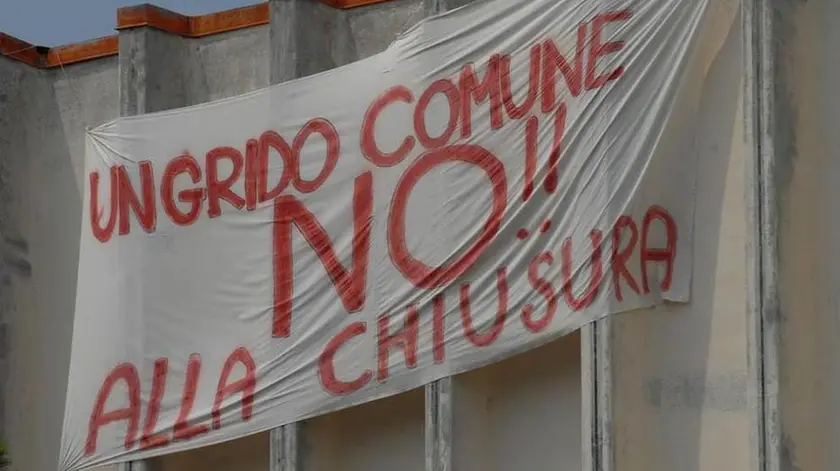 UN GRIDO COMUNE
NO!!
ALLA CHIUSURA